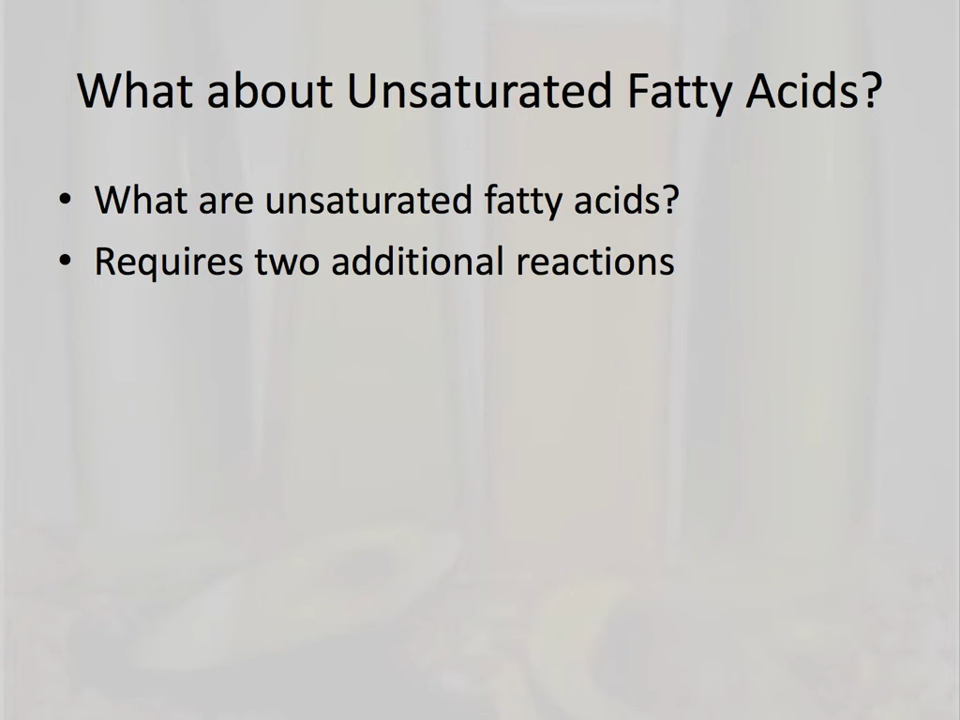 What about Unsaturated Fatty Acids?
• What are unsaturated fatty acids?
• Requires two additional reactions